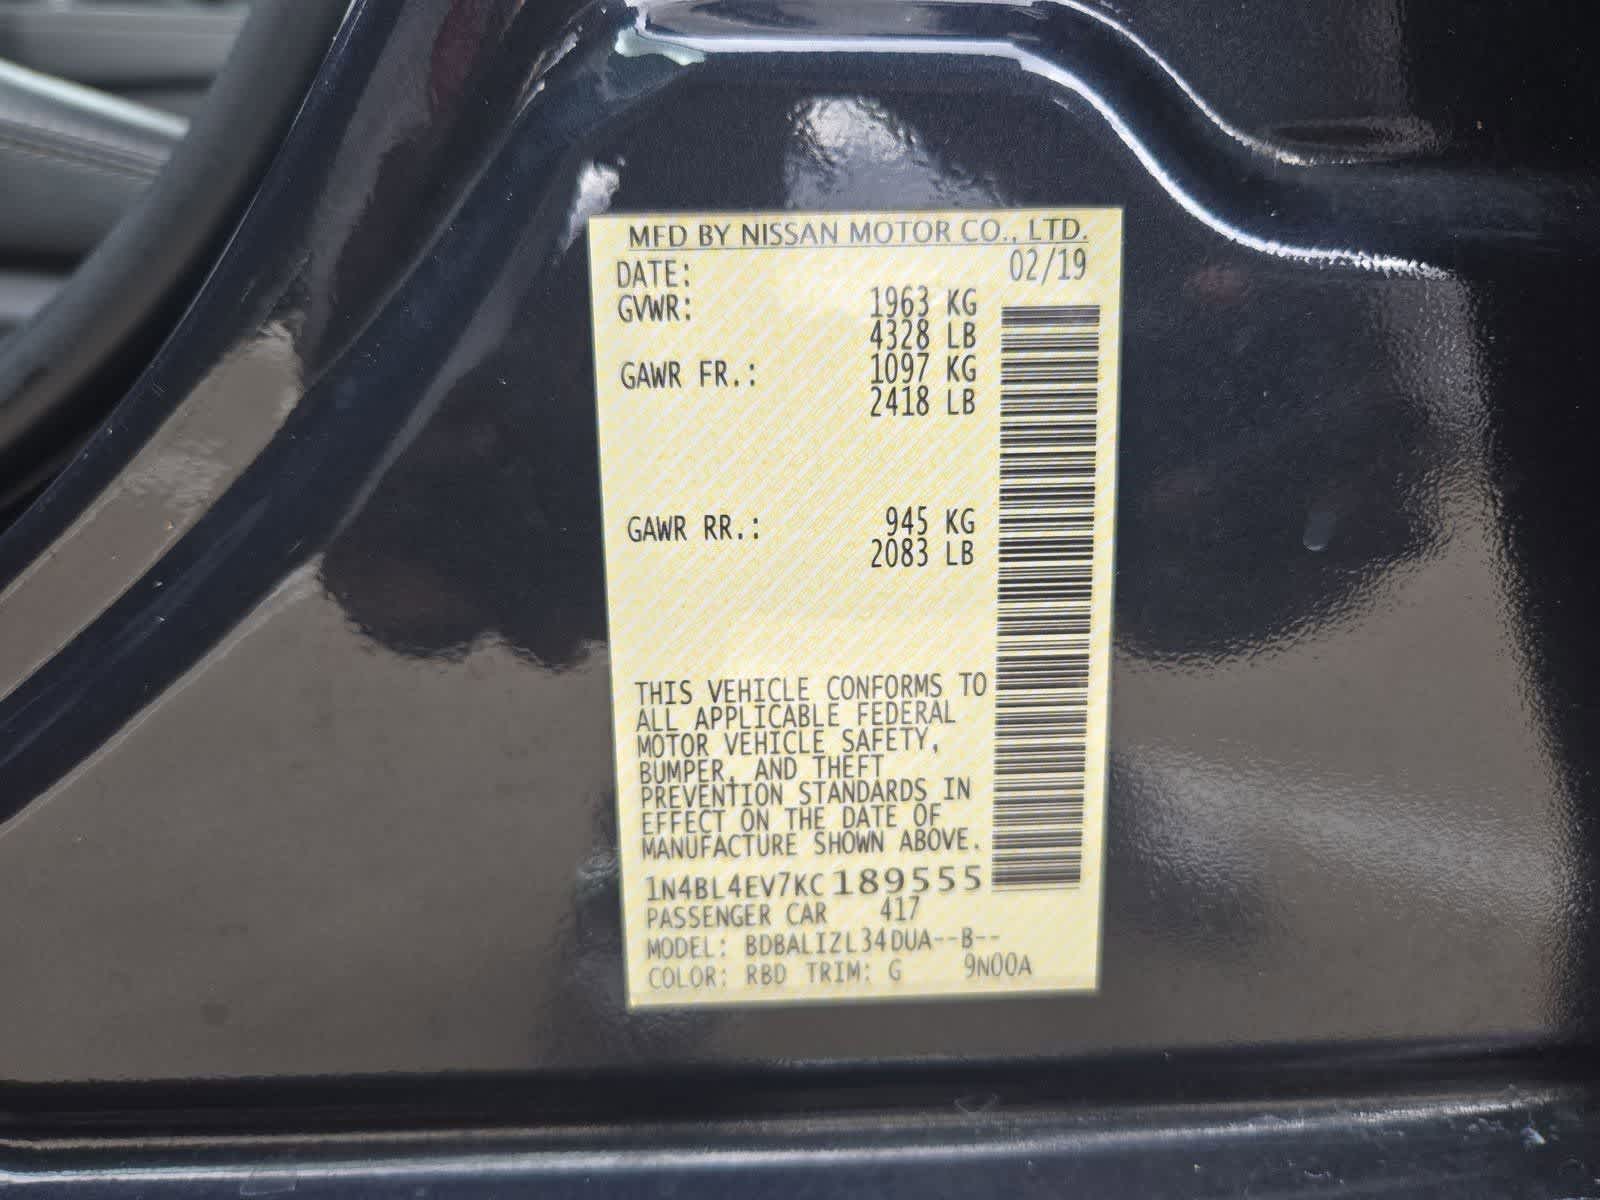 MFD BY NISSAN MOTOR CO., LTD.
DATE: 02/19
GVWR: 1963 KG
4328 LB
GAWR FR.: 1097 KG
2418 LB
GAWR RR.: 945 KG
2083 LB
THIS VEHICLE CONFORMS TO
ALL APPLICABLE FEDERAL
MOTOR VEHICLE SAFETY,
BUMPER, AND THEFT
PREVENTION STANDARDS IN
EFFECT ON THE DATE OF
MANUFACTURE SHOWN ABOVE.
1N4BL4EV7KC189555
PASSENGER CAR 417
MODEL: BDBALIZL34DUA--B--
COLOR: RBD TRIM: G 9N00A